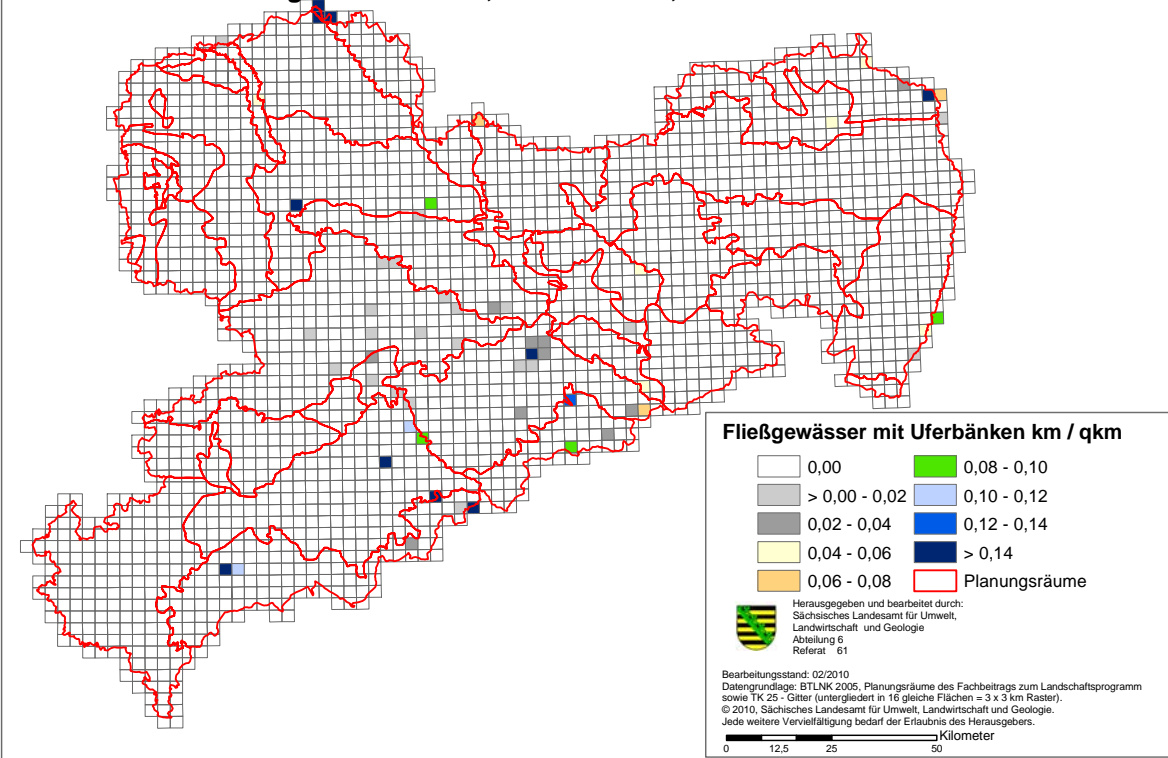 Fließgewässer mit Uferbänken km / qkm
0,00
> 0,00 - 0,02
0,02 - 0,04
0,04 - 0,06
0,06 - 0,08
0,08 - 0,10
0,10 - 0,12
0,12 - 0,14
> 0,14
Planungsräume
Herausgegeben und bearbeitet durch:
Sächsisches Landesamt für Umwelt,
Landwirtschaft und Geologie
Abteilung 6
Referat 61
Bearbeitungsstand: 02/2010
Datengrundlage: BTLNK 2005, Planungsräume des Fachbeitrags zum Landschaftsprogramm
sowie TK 25 - Gitter (untergliedert in 16 gleiche Flächen = 3 x 3 km Raster).
© 2010, Sächisches Landesamt für Umwelt, Landwirtschaft und Geologie.
Jede weitere Vervielfältigung bedarf der Erlaubnis des Herausgebers.
Kilometer
0 12,5 25 50